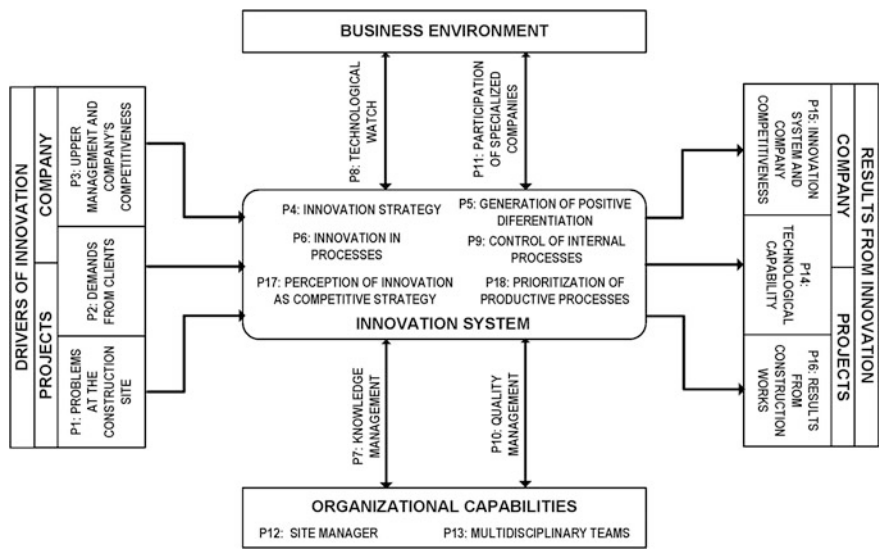 BUSINESS ENVIRONMENT
P8: TECHNOLOGICAL
WATCH
P11: PARTICIPATION
OF SPECIALIZED
COMPANIES
DRIVERS OF INNOVATION
COMPANY
PROJECTS
P3: UPPER
MANAGEMENT AND
COMPANY'S
COMPETITIVENESS
P2: DEMANDS
FROM CLIENTS
P1: PROBLEMS
AT THE
CONSTRUCTION
SITE
P4: INNOVATION STRATEGY
P5: GENERATION OF POSITIVE
DIFERENTIATION
P6: INNOVATION IN
PROCESSES
P9: CONTROL OF INTERNAL
PROCESSES
P17: PERCEPTION OF INNOVATION
AS COMPETITIVE STRATEGY
P18: PRIORITIZATION OF
PRODUCTIVE PROCESSES
INNOVATION SYSTEM
P15: INNOVATION
SYSTEM AND
COMPANY
COMPETITIVENESS
P14:
TECHNOLOGICAL
CAPABILITY
P16: RESULTS
FROM
CONSTRUCTION
WORKS
COMPANY
PROJECTS
RESULTS FROM INNOVATION
P7: KNOWLEDGE
MANAGEMENT
P10: QUALITY
MANAGEMENT
ORGANIZATIONAL CAPABILITIES
P12: SITE MANAGER
P13: MULTIDISCIPLINARY TEAMS